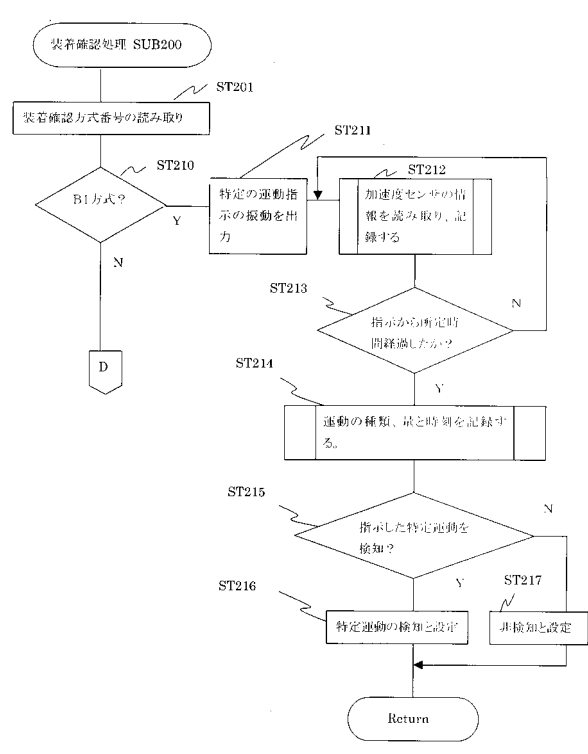 装着確認処理 SUB200
ST201
装着確認方式番号の読み取り
ST210
B1方式？
Y
N
D
ST211
特定の運動指
示の振動を出
力
ST212
加速度センサの情
報を読み取り、記
録する
ST213
指示から所定時
間経過したか？
N
Y
ST214
運動の種類、量と時刻を記録す
る。
ST215
指示した特定運動を
検知？
N
Y
ST216
特定運動の検知と設定
ST217
非検知と設定
Return